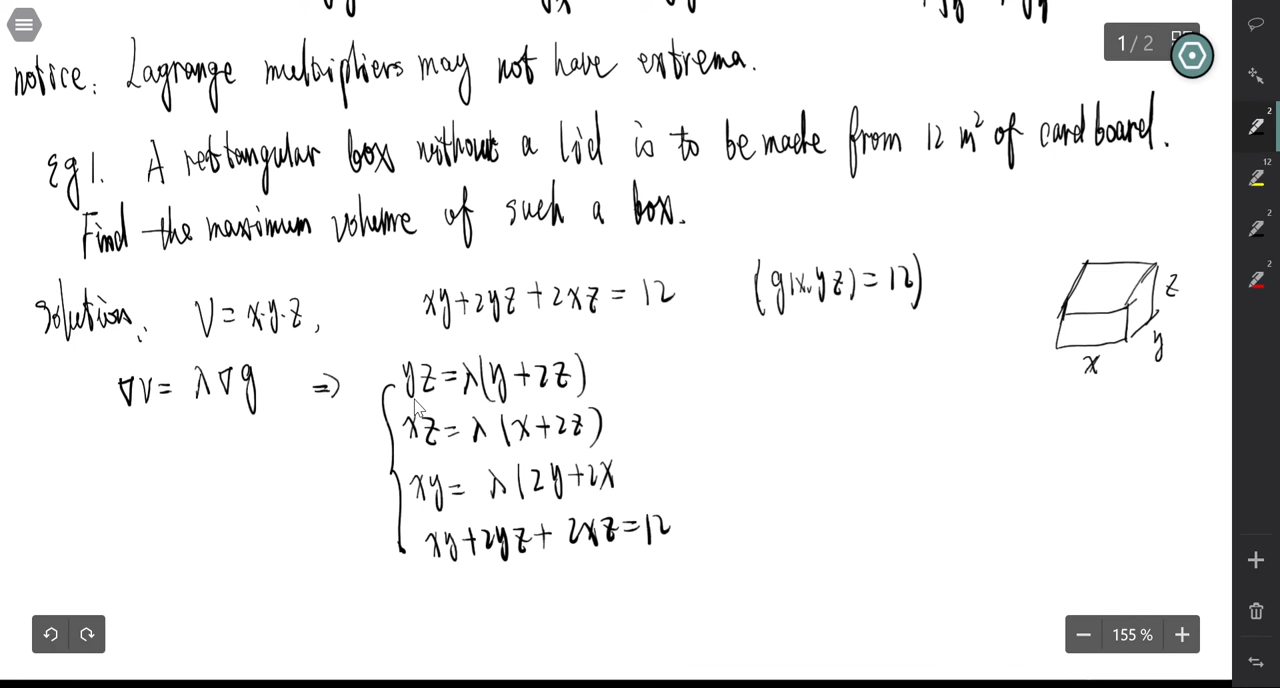 1 / 2
notice: Lagrange multipliers may not have extrema.
Eg 1. A rectangular box without a lid is to be made from 12 m² of cardboard.
Find the maximum volume of such a box.
Solution: V = x·y·z, xy+2yz+2xz = 12 (g(x,yz)=12)
z
y
x
∇V = λ∇g ⇒ yz = λ(y+2z)
xz = λ(x+2z)
xy = λ(2y+2x
xy+2yz+2xz=12
155 %